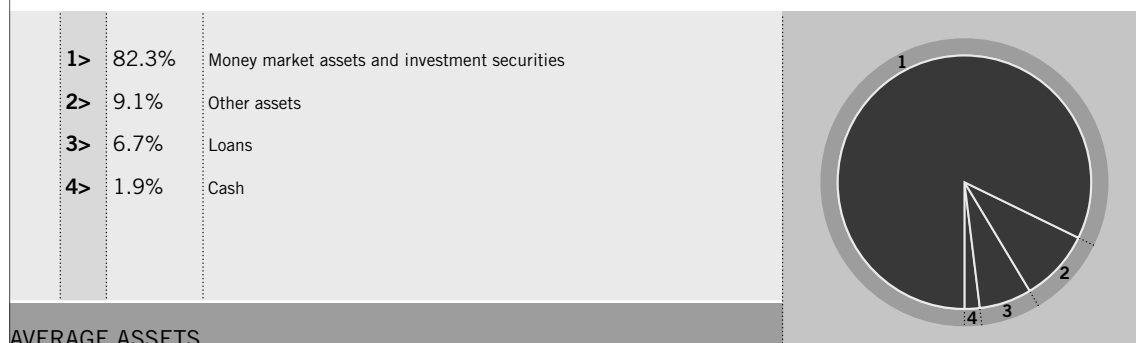 1> 82.3% Money market assets and investment securities
2> 9.1% Other assets
3> 6.7% Loans
4> 1.9% Cash
AVERAGE ASSETS
1
2
3
4